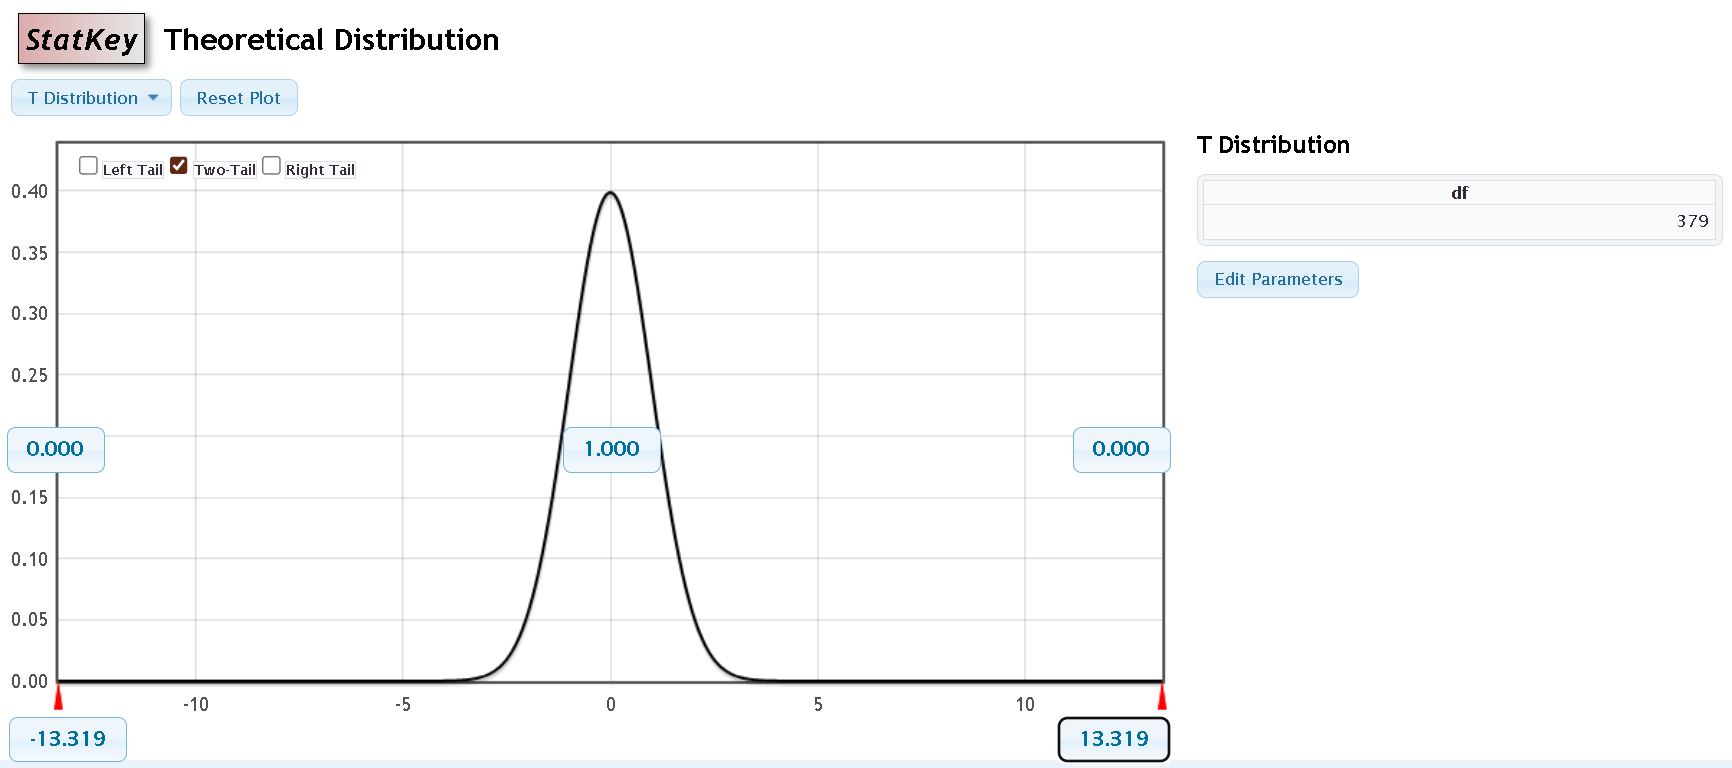 StatKey Theoretical Distribution
T Distribution Reset Plot
T Distribution
Left Tail Two-Tail Right Tail
df
379
Edit Parameters
0.40
0.35
0.30
0.25
0.000 1.000 0.000
0.15
0.10
0.05
0.00
-10 -5 0 5 10
-13.319 13.319